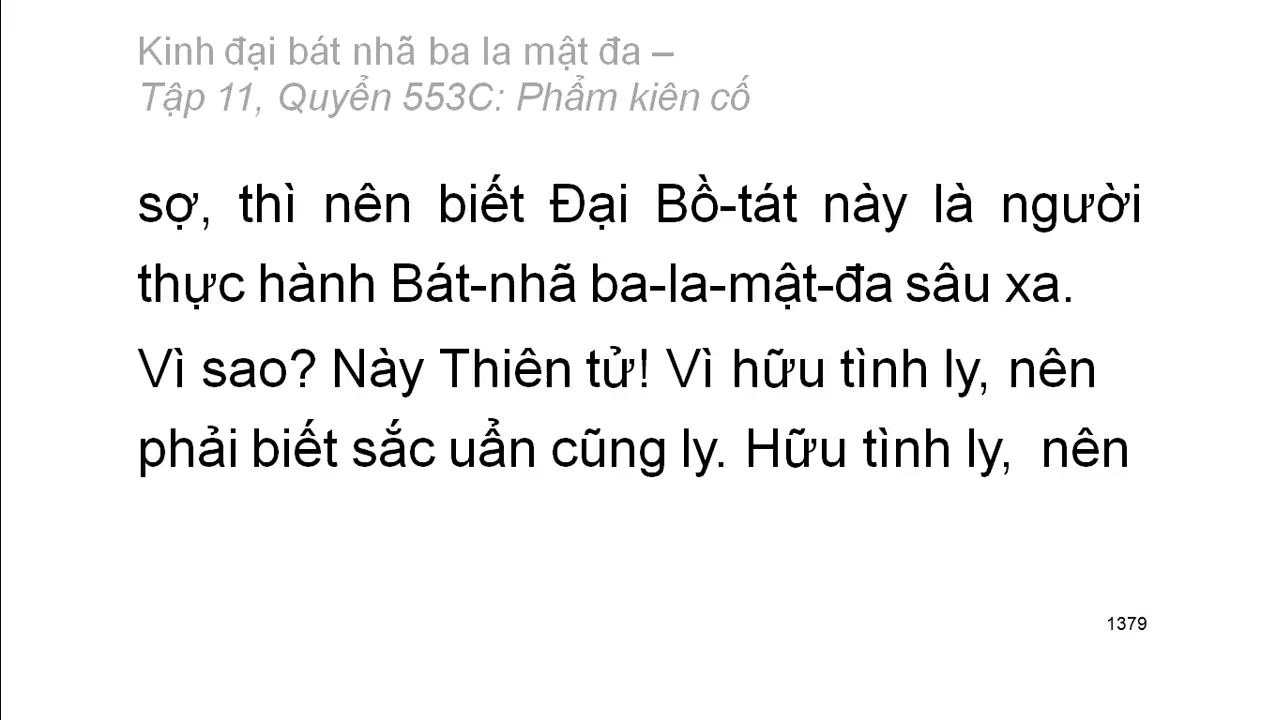 Kinh đại bát nhã ba la mật đa –
Tập 11, Quyển 553C: Phẩm kiên cố
sợ, thì nên biết Đại Bồ-tát này là người
thực hành Bát-nhã ba-la-mật-đa sâu xa.
Vì sao? Này Thiên tử! Vì hữu tình ly, nên
phải biết sắc uẩn cũng ly. Hữu tình ly, nên
1379